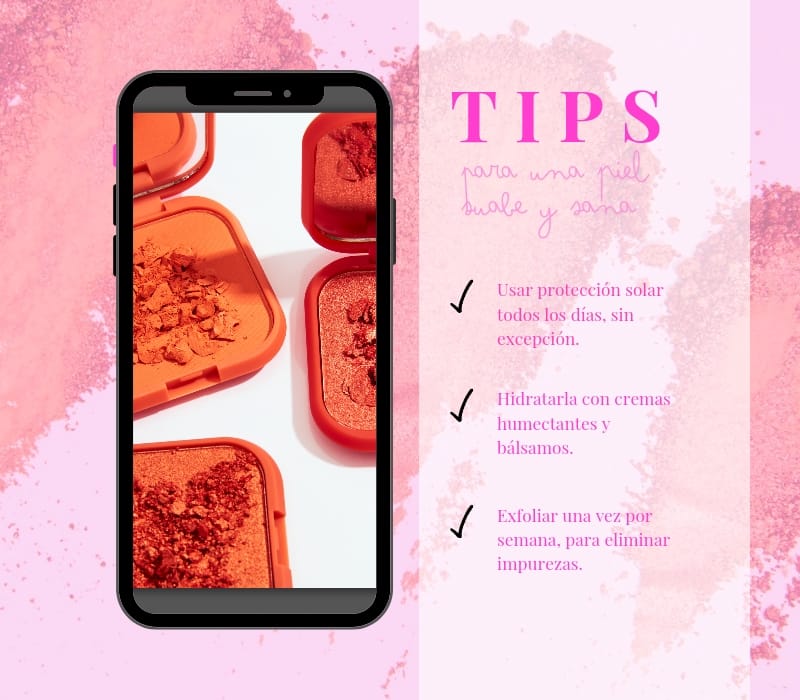 TIPS
para una piel
suabe y sana
Usar protección solar
todos los días, sin
excepción.
Hidratarla con cremas
humectantes y
bálsamos.
Exfoliar una vez por
semana, para eliminar
impurezas.